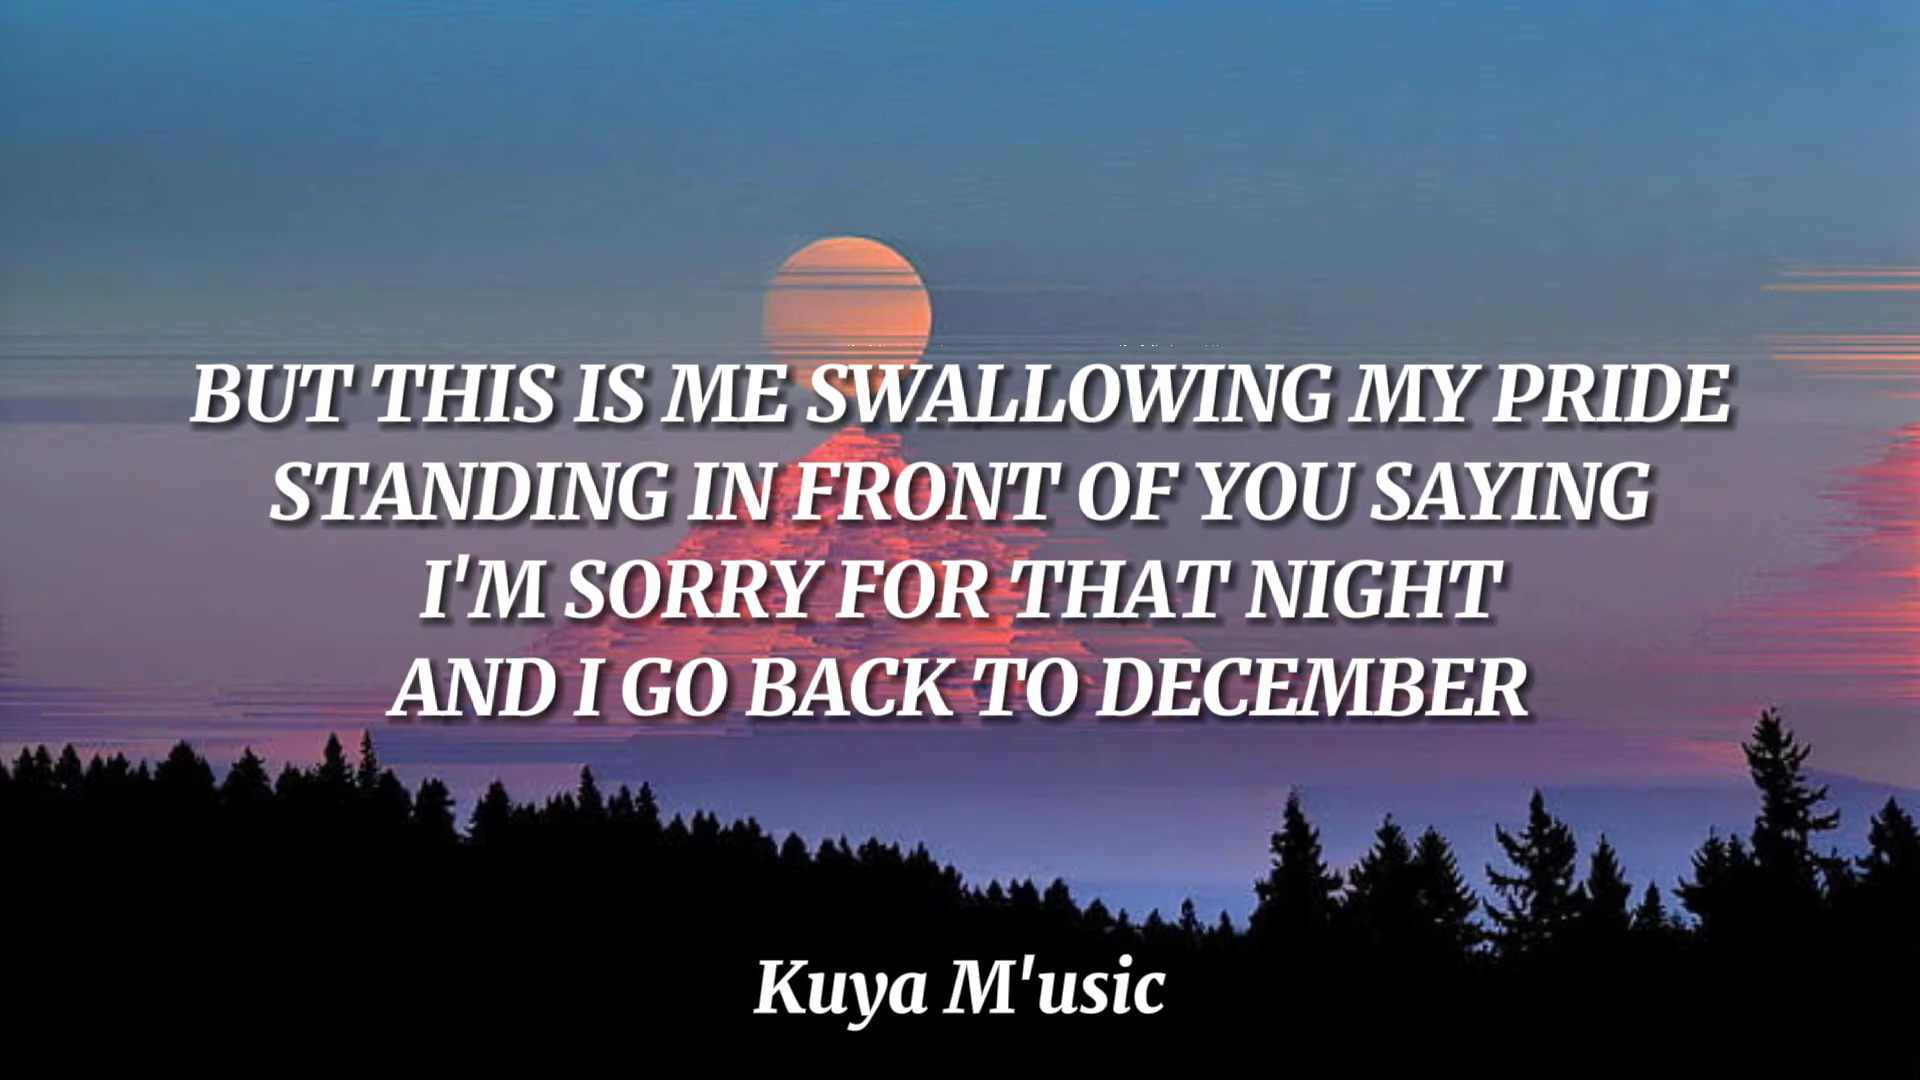 BUT THIS IS ME SWALLOWING MY PRIDE
STANDING IN FRONT OF YOU SAYING
I'M SORRY FOR THAT NIGHT
AND I GO BACK TO DECEMBER
Kuya M'usic